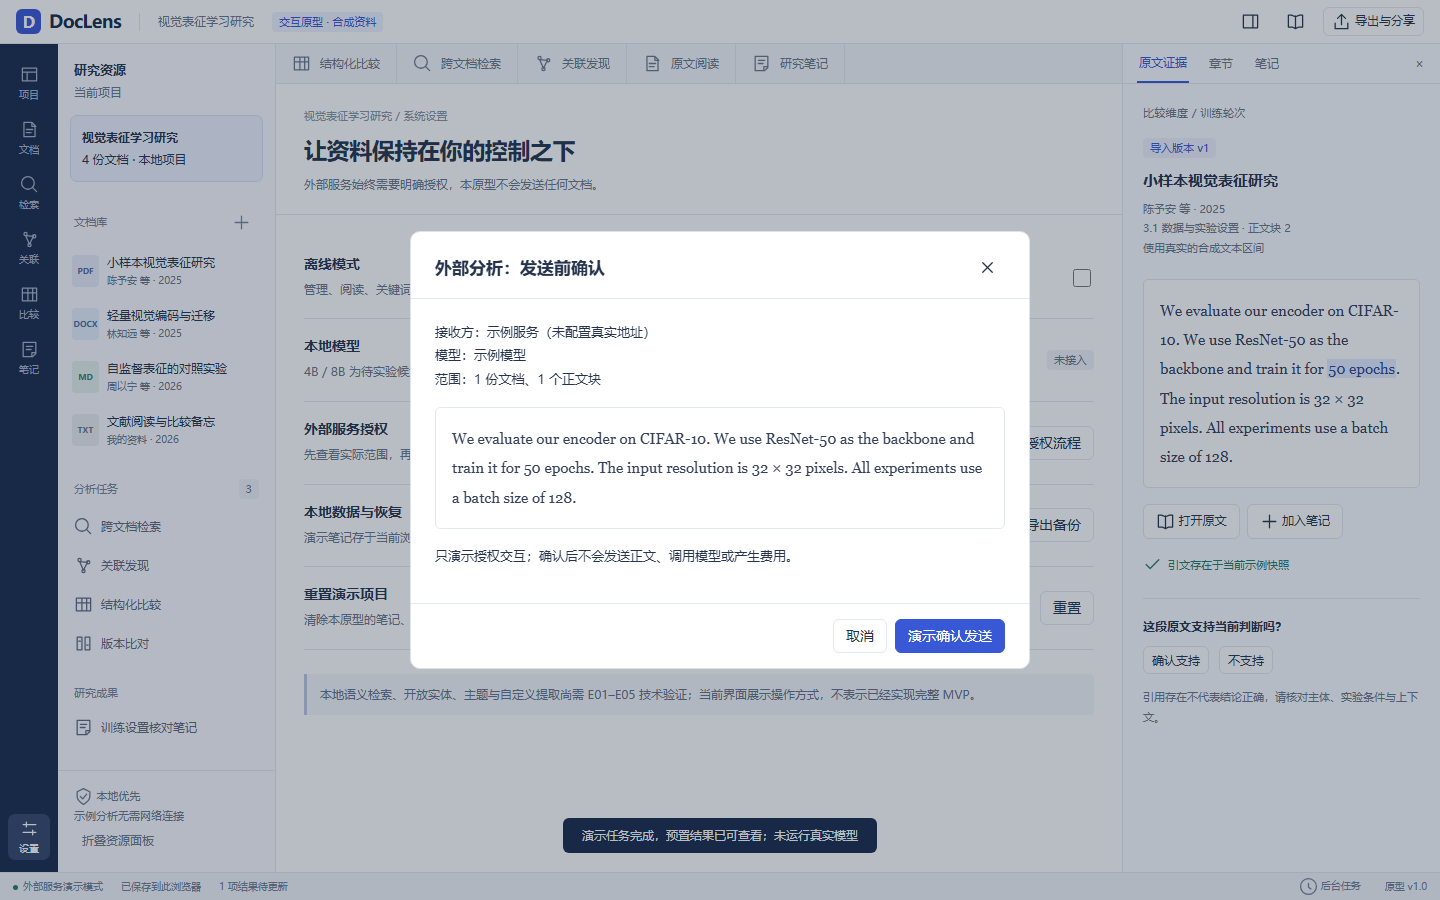 D DocLens
视觉表征学习研究
交互原型 · 合成资料
导出与分享
项目
文档
检索
关联
比较
笔记
设置
研究资源
当前项目
视觉表征学习研究
4 份文档 · 本地项目
文档库
PDF
小样本视觉表征研究
陈予安 等 · 2025
DOCX
轻量视觉编码与迁移
林知远 等 · 2025
MD
自监督表征的对照实验
周以宁 等 · 2026
TXT
文献阅读与比较备忘
我的资料 · 2026
分析任务
3
跨文档检索
关联发现
结构化比较
版本比对
研究成果
训练设置核对笔记
本地优先
示例分析无需网络连接
折叠资源面板
结构化比较
跨文档检索
关联发现
原文阅读
研究笔记
视觉表征学习研究 / 系统设置
让资料保持在你的控制之下
外部服务始终需要明确授权，本原型不会发送任何文档。
离线模式
管理、阅读、关键词
本地模型
4B / 8B 为待实验候
未接入
外部服务授权
先查看实际范围，再
授权流程
本地数据与恢复
演示笔记存于当前浏
导出备份
重置演示项目
清除本原型的笔记、
重置
本地语义检索、开放实体、主题与自定义提取尚需 E01–E05 技术验证；当前界面展示操作方式，不表示已经实现完整 MVP。
外部分析：发送前确认
接收方：示例服务（未配置真实地址）
模型：示例模型
范围：1 份文档、1 个正文块
We evaluate our encoder on CIFAR-10. We use ResNet-50 as the backbone and
train it for 50 epochs. The input resolution is 32 × 32 pixels. All experiments use
a batch size of 128.
只演示授权交互；确认后不会发送正文、调用模型或产生费用。
取消
演示确认发送
演示任务完成，预置结果已可查看；未运行真实模型
原文证据
章节
笔记
×
比较维度 / 训练轮次
导入版本 v1
小样本视觉表征研究
陈予安 等 · 2025
3.1 数据与实验设置 · 正文块 2
使用真实的合成文本区间
We evaluate our encoder on CIFAR-
10. We use ResNet-50 as the
backbone and train it for 50 epochs.
The input resolution is 32 × 32
pixels. All experiments use a batch
size of 128.
打开原文
加入笔记
引文存在于当前示例快照
这段原文支持当前判断吗？
确认支持
不支持
引用存在不代表结论正确，请核对主体、实验条件与上下
文。
外部服务演示模式
已保存到此浏览器
1 项结果待更新
后台任务
原型 v1.0